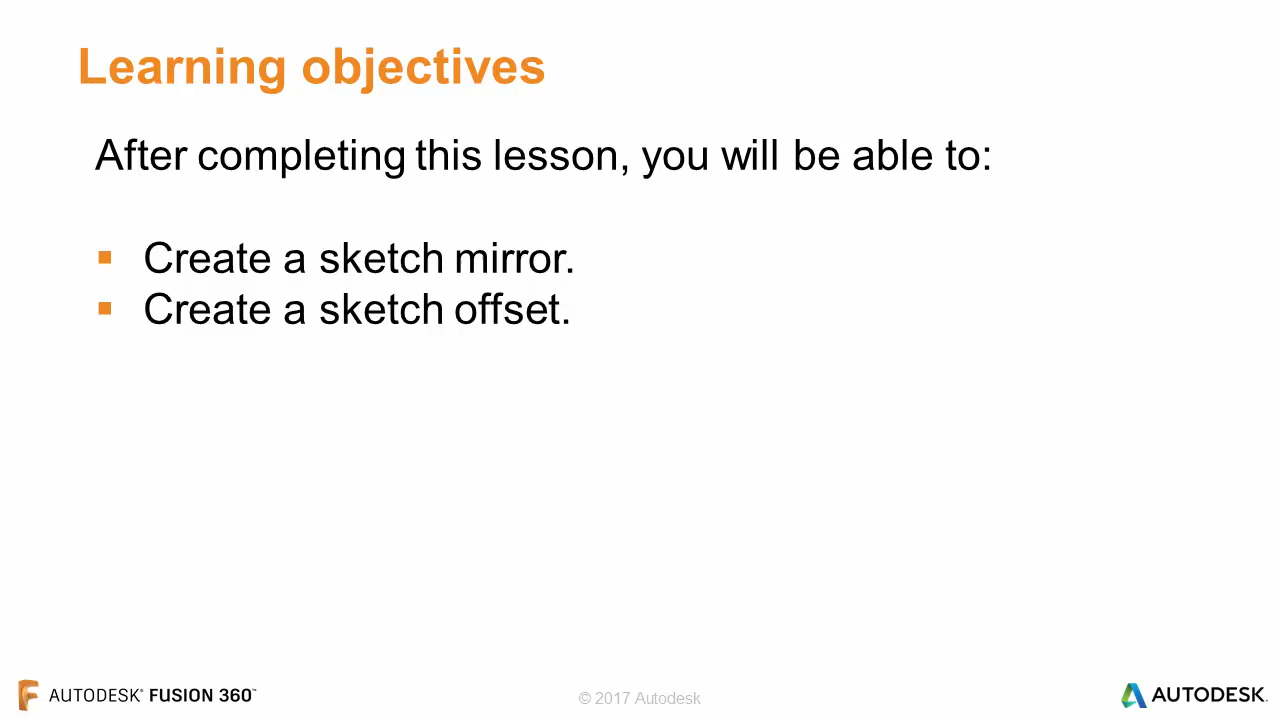 Learning objectives
After completing this lesson, you will be able to:
▪ Create a sketch mirror.
▪ Create a sketch offset.
AUTODESK® FUSION 360™
© 2017 Autodesk
AUTODESK.